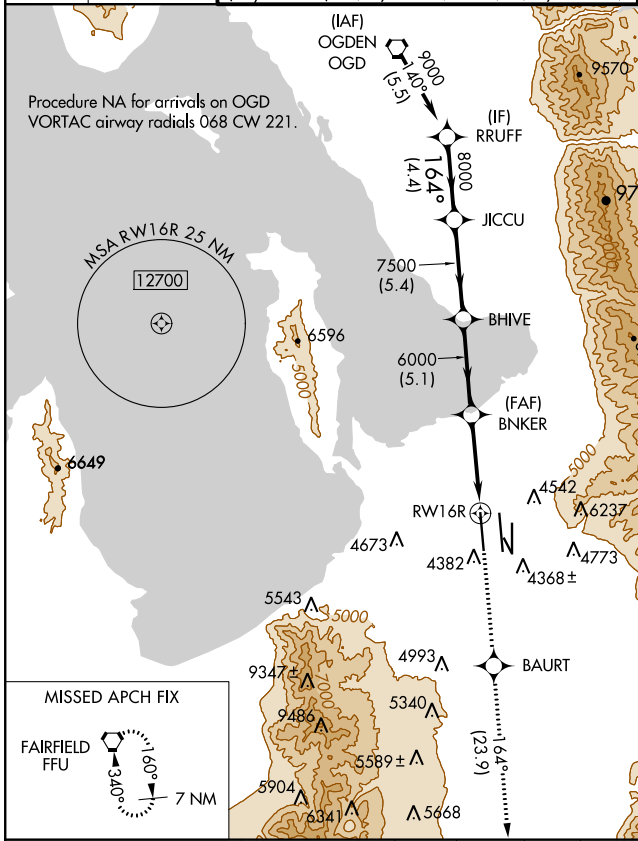 (IAF)
OGDEN
OGD
9000
140°
(5.5)
9570
Procedure NA for arrivals on OGD
VORTAC airway radials 068 CW 221.
(IF)
RRUFF
8000
164°
(4.4)
97
JICCU
MSA RW16R 25 NM
12700
7500
(5.4)
BHIVE
6596
5000
6000
(5.1)
(FAF)
BNKER
5000
6649
4542
6237
RW16R
4673
4382
4773
4368±
5543
5000
4993
BAURT
9347±
MISSED APCH FIX
5340
9486
FAIRFIELD
FFU
160°
340°
7 NM
164°
(23.9)
5589±
5904
6341
5668